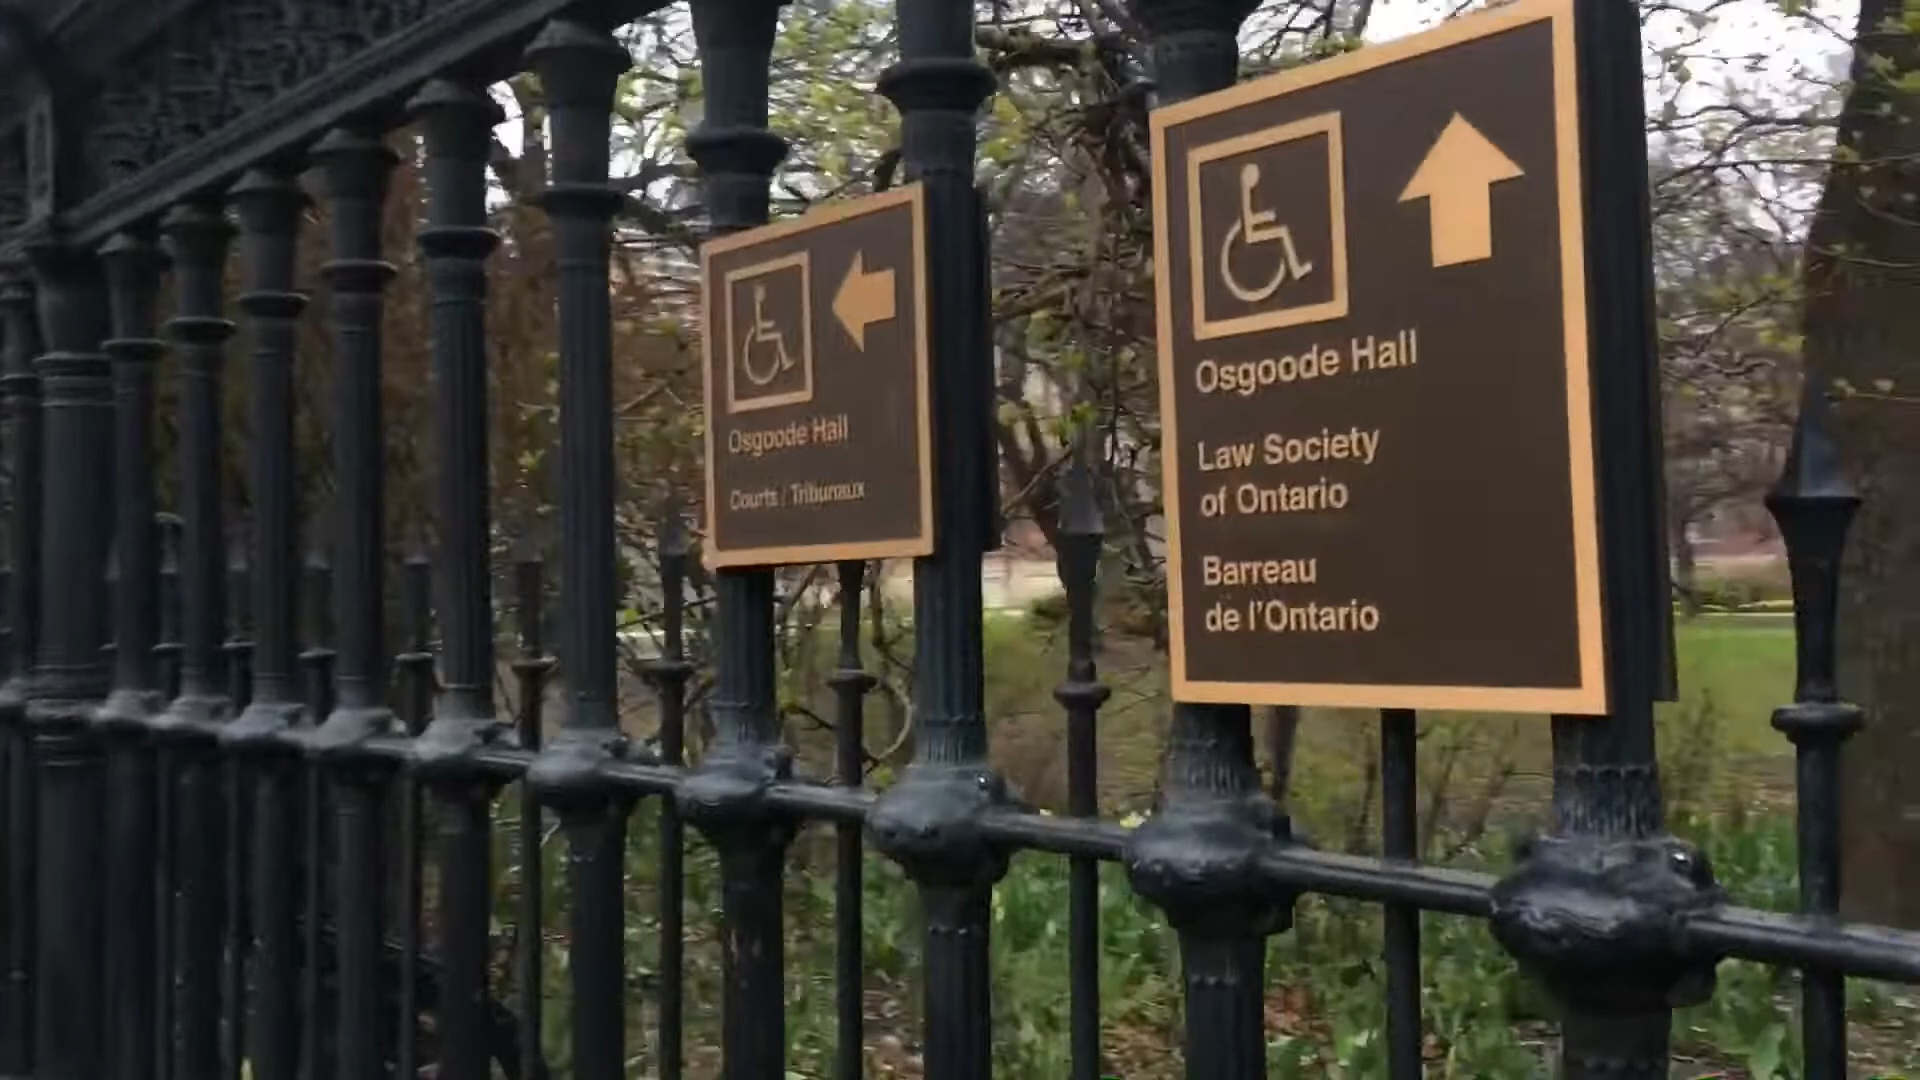 Osgoode Hall
Courts / Tribunaux
Osgoode Hall
Law Society
of Ontario
Barreau
de l'Ontario